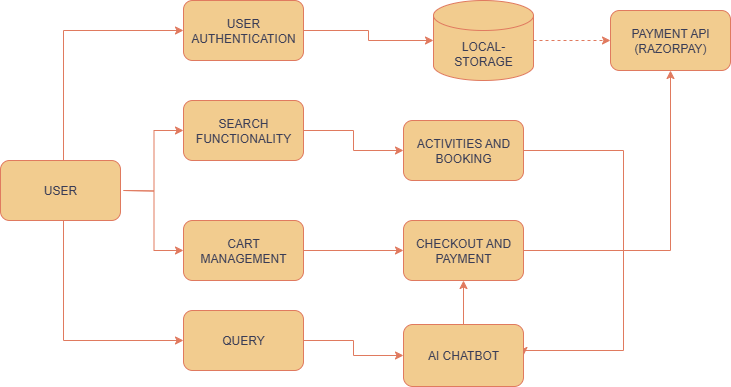 USER
AUTHENTICATION
LOCAL-
STORAGE
PAYMENT API
(RAZORPAY)
SEARCH
FUNCTIONALITY
ACTIVITIES AND
BOOKING
USER
CART
MANAGEMENT
CHECKOUT AND
PAYMENT
QUERY
AI CHATBOT